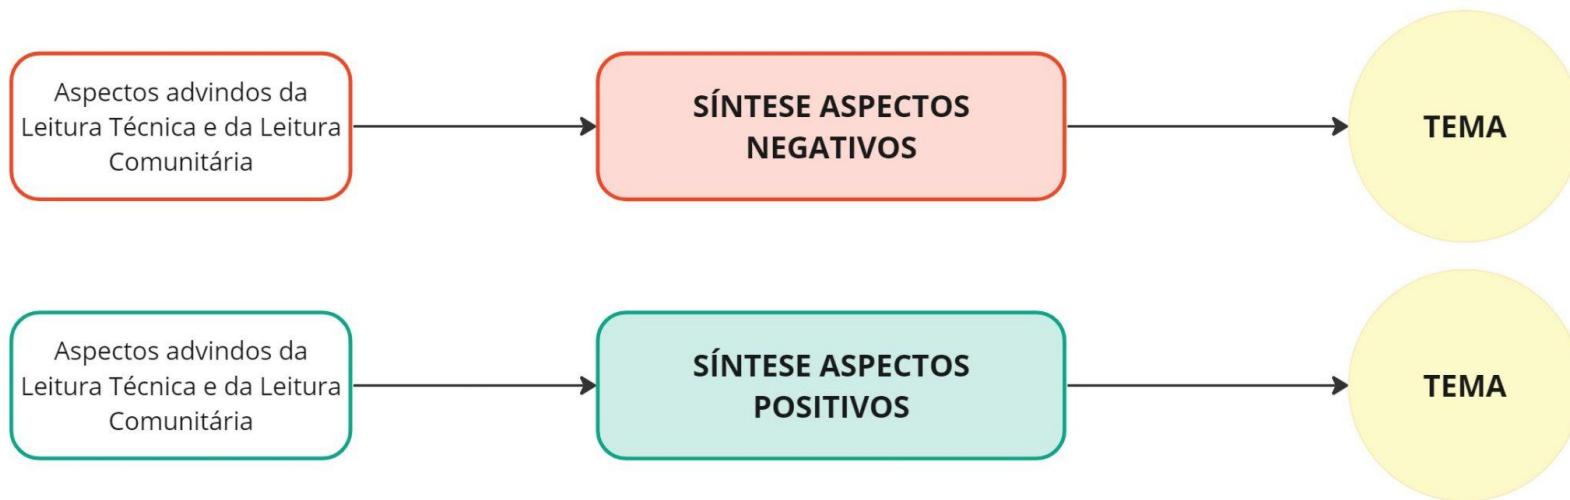 Aspectos advindos da
Leitura Técnica e da Leitura
Comunitária
SÍNTESE ASPECTOS
NEGATIVOS
TEMA
Aspectos advindos da
Leitura Técnica e da Leitura
Comunitária
SÍNTESE ASPECTOS
POSITIVOS
TEMA